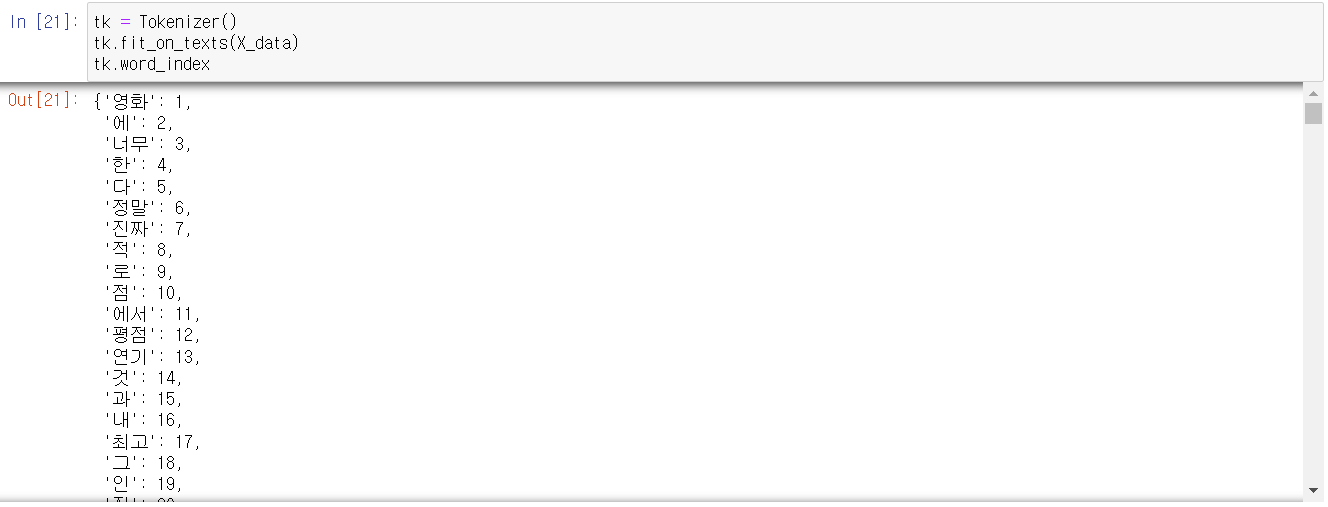 In [21]: tk = Tokenizer()
tk.fit_on_texts(X_data)
tk.word_index
Out[21]: {'영화': 1,
'에': 2,
'너무': 3,
'한': 4,
'다': 5,
'정말': 6,
'진짜': 7,
'적': 8,
'로': 9,
'점': 10,
'에서': 11,
'평점': 12,
'연기': 13,
'것': 14,
'과': 15,
'내': 16,
'최고': 17,
'그': 18,
'인': 19,